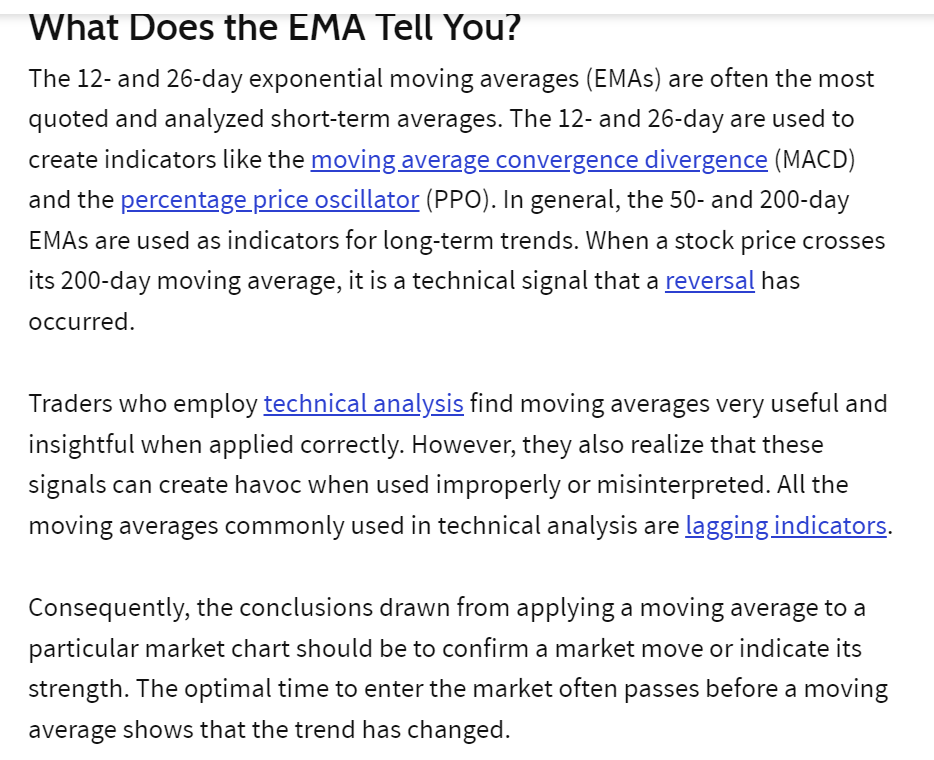 What Does the EMA Tell You?
The 12- and 26-day exponential moving averages (EMAs) are often the most
quoted and analyzed short-term averages. The 12- and 26-day are used to
create indicators like the moving average convergence divergence (MACD)
and the percentage price oscillator (PPO). In general, the 50- and 200-day
EMAs are used as indicators for long-term trends. When a stock price crosses
its 200-day moving average, it is a technical signal that a reversal has
occurred.
Traders who employ technical analysis find moving averages very useful and
insightful when applied correctly. However, they also realize that these
signals can create havoc when used improperly or misinterpreted. All the
moving averages commonly used in technical analysis are lagging indicators.
Consequently, the conclusions drawn from applying a moving average to a
particular market chart should be to confirm a market move or indicate its
strength. The optimal time to enter the market often passes before a moving
average shows that the trend has changed.